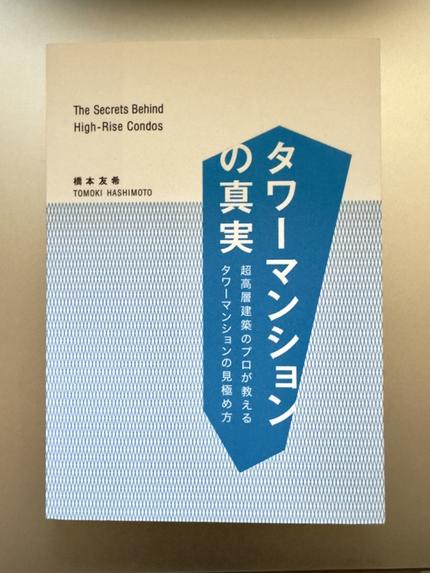 The Secrets Behind
High-Rise Condos
橋本友希
TOMOKI HASHIMOTO
タワーマンション
の真実
超高層建築のプロが教える
タワーマンションの見極め方